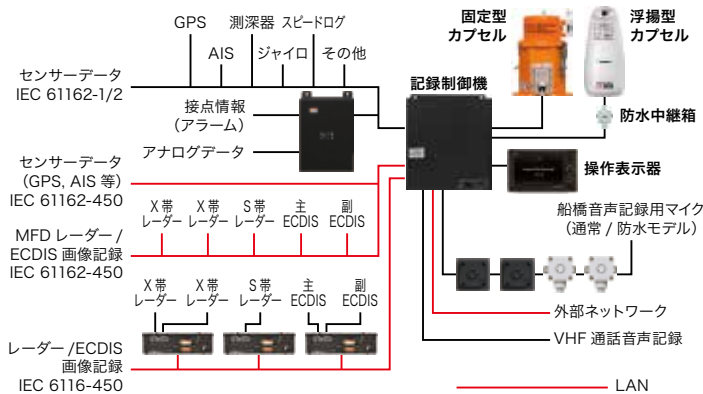 GPS 測深器 スピードログ
AIS ジャイロ その他
センサーデータ
IEC 61162-1/2
接点情報
(アラーム)
アナログデータ
記録制御機
固定型
カプセル
浮揚型
カプセル
防水中継箱
操作表示器
センサーデータ
(GPS, AIS 等)
IEC 61162-450
X 帯
レーダー
X 帯
レーダー
S 帯
レーダー
主
ECDIS
副
ECDIS
MFD レーダー /
ECDIS 画像記録
IEC 61162-450
船橋音声記録用マイク
(通常 / 防水モデル)
X 帯
レーダー
X 帯
レーダー
S 帯
レーダー
主
ECDIS
副
ECDIS
レーダー /ECDIS
画像記録
IEC 6116-450
外部ネットワーク
VHF 通話音声記録
LAN